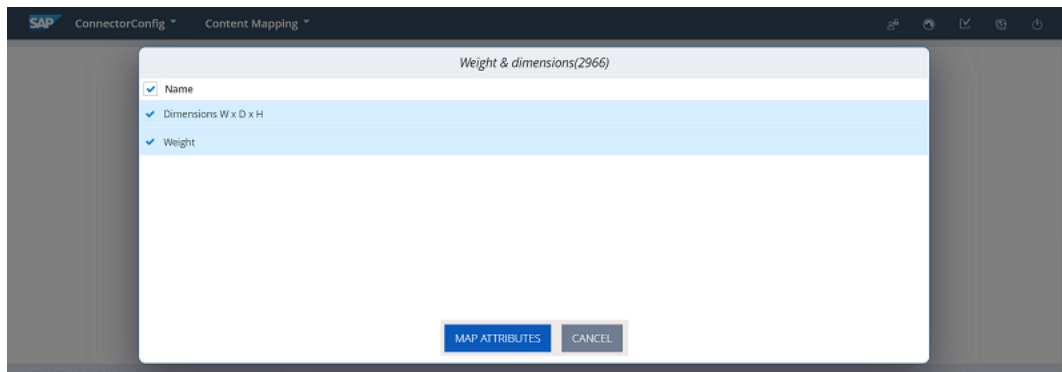 SAP ConnectorConfig Content Mapping
Weight & dimensions(2966)
Name
Dimensions W x D x H
Weight
MAP ATTRIBUTES CANCEL